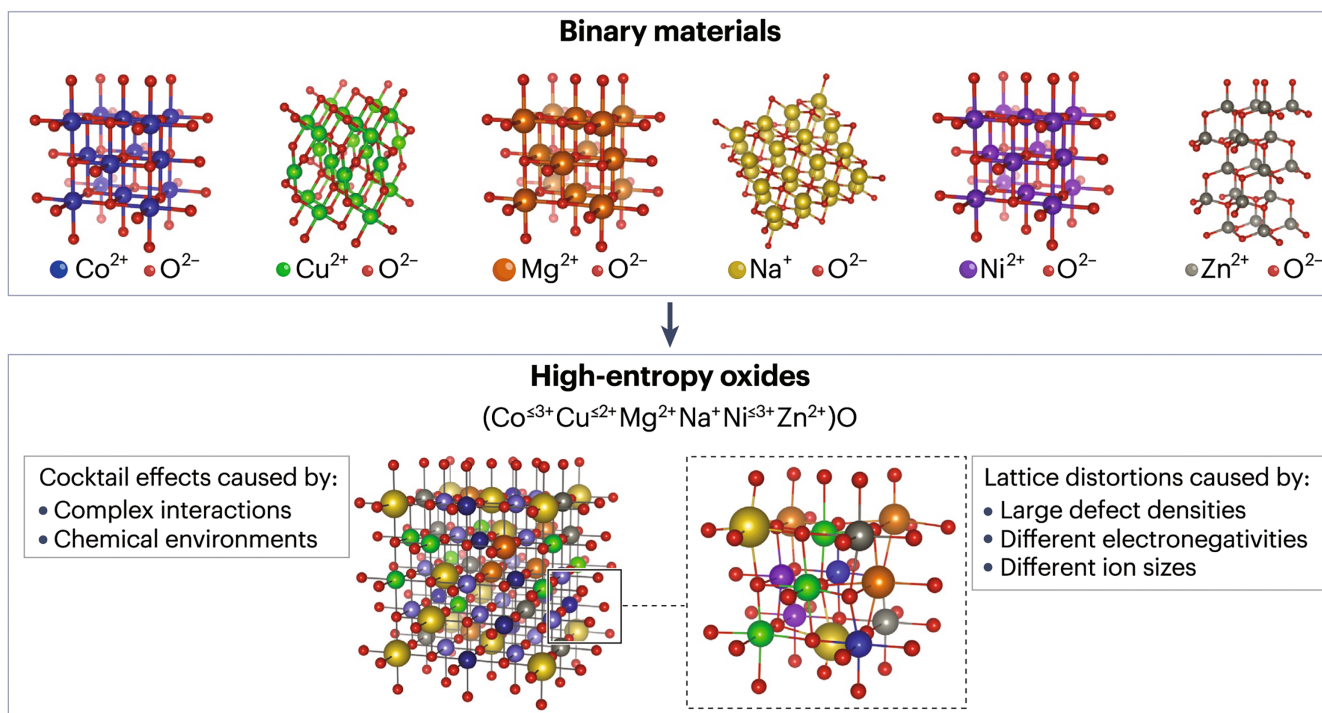 Binary materials
Co²⁺ O²⁻ Cu²⁺ O²⁻ Mg²⁺ O²⁻ Na⁺ O²⁻ Ni²⁺ O²⁻ Zn²⁺ O²⁻
High-entropy oxides
(Co≤³⁺Cu≤²⁺Mg²⁺Na⁺Ni≤³⁺Zn²⁺)O
Cocktail effects caused by:
• Complex interactions
• Chemical environments
Lattice distortions caused by:
• Large defect densities
• Different electronegativities
• Different ion sizes